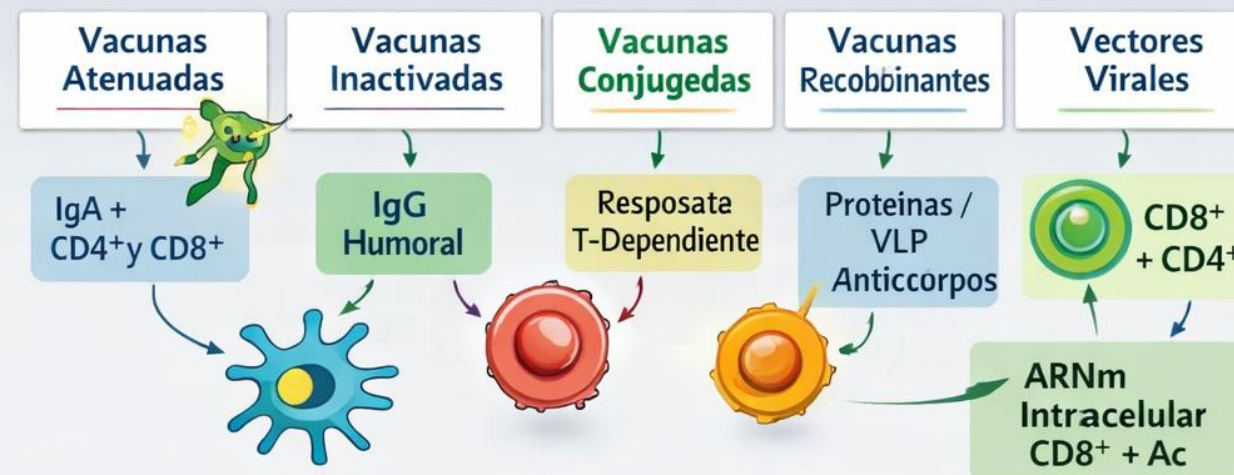 Vacunas
Atenuadas
Vacunas
Inactivadas
Vacunas
Conjugedas
Vacunas
Recobbinantes
Vectores
Virales
IgA +
CD4⁺y CD8⁺
IgG
Humoral
Resposata
T-Dependiente
Proteinas /
VLP
Anticcorpos
CD8⁺
+ CD4⁺
ARNm
Intracelular
CD8⁺ + Ac